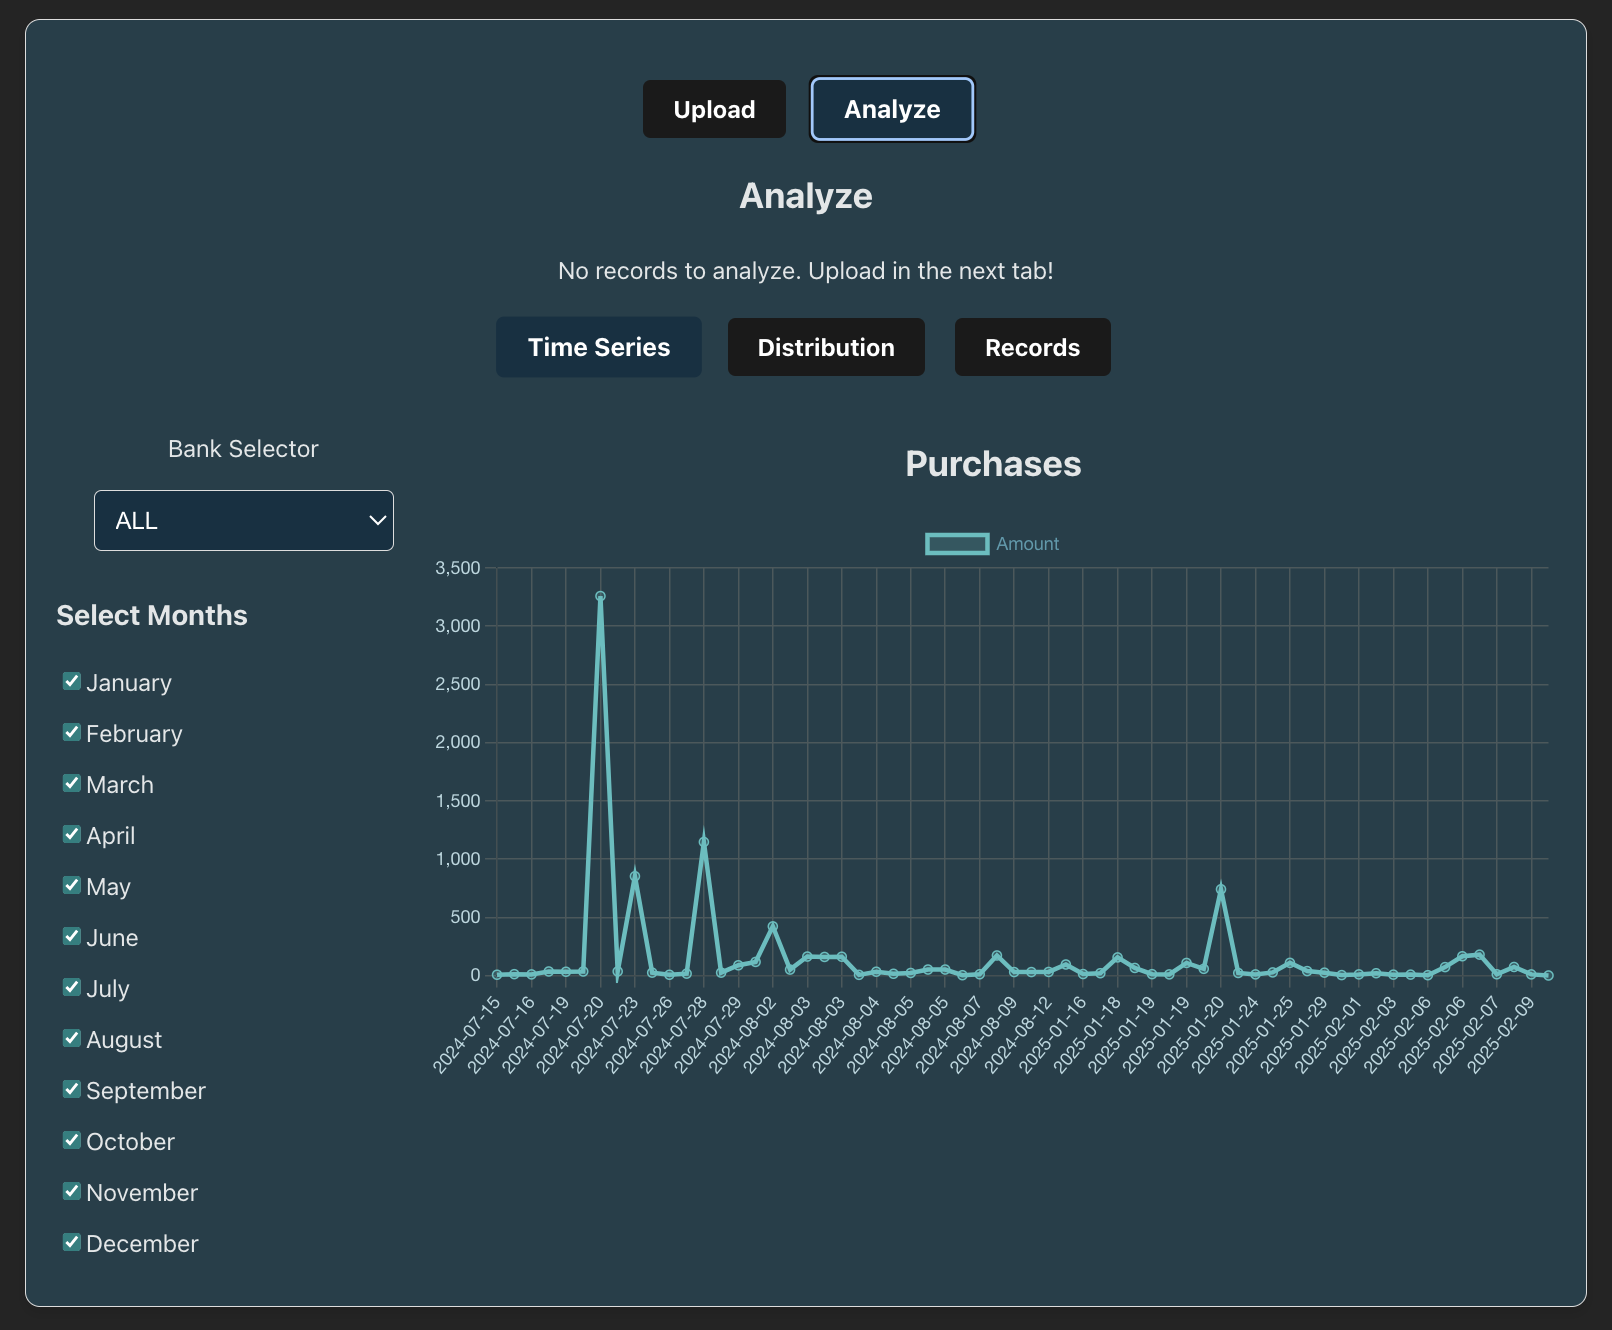 Upload
Analyze
Analyze
No records to analyze. Upload in the next tab!
Time Series
Distribution
Records
Bank Selector
ALL
Select Months
January
February
March
April
May
June
July
August
September
October
November
December
Purchases
Amount
3,500
3,000
2,500
2,000
1,500
1,000
500
0
2024-07-15
2024-07-16
2024-07-19
2024-07-20
2024-07-23
2024-07-26
2024-07-28
2024-07-29
2024-08-02
2024-08-03
2024-08-03
2024-08-04
2024-08-05
2024-08-05
2024-08-07
2024-08-09
2024-08-12
2025-01-16
2025-01-18
2025-01-19
2025-01-19
2025-01-20
2025-01-24
2025-01-25
2025-01-29
2025-02-01
2025-02-03
2025-02-06
2025-02-06
2025-02-07
2025-02-09